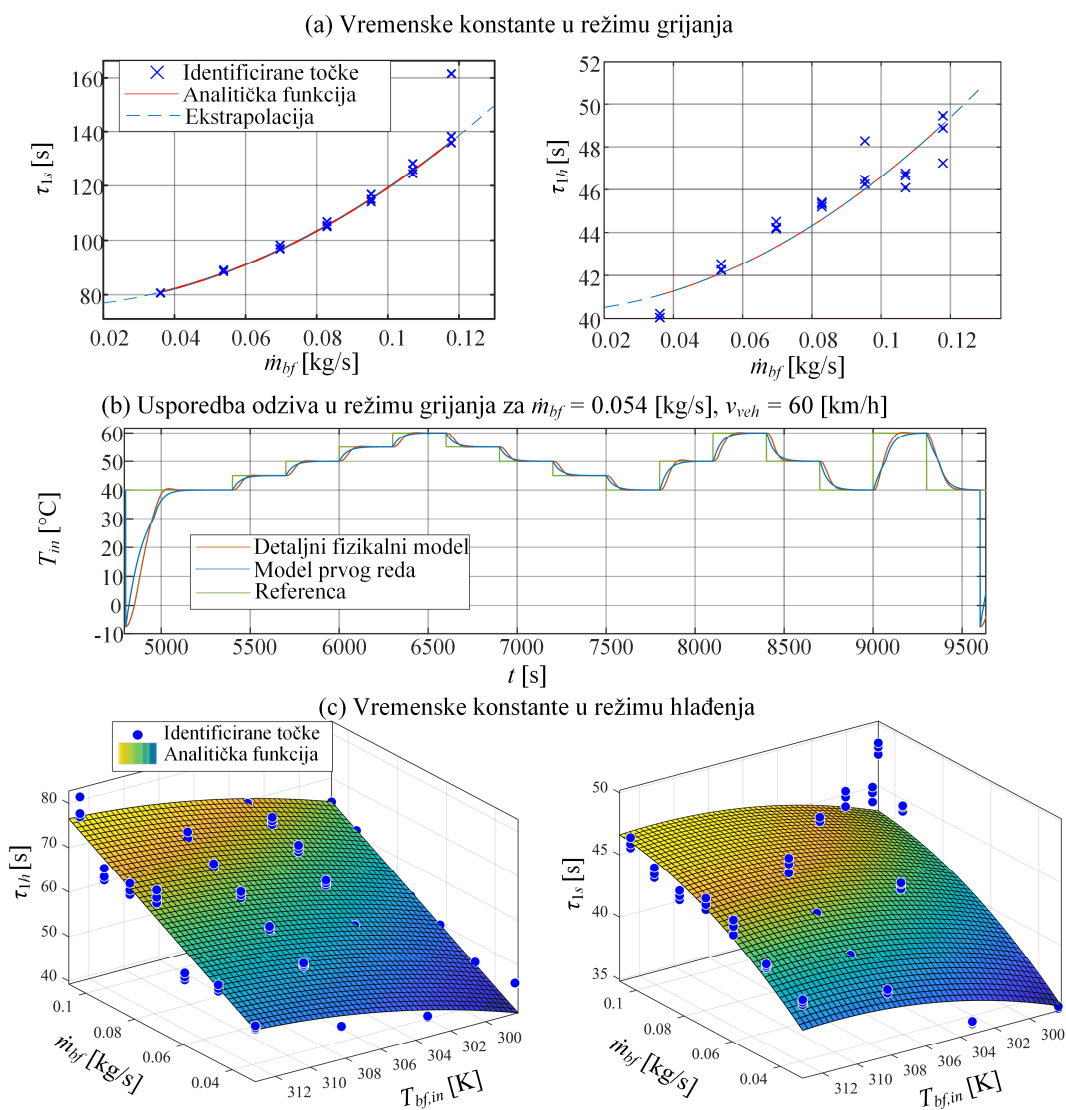 (a) Vremenske konstante u režimu grijanja
160
140
120
100
80
τ1s [s]
Identificirane točke
Analitička funkcija
Ekstrapolacija
0.02 0.04 0.06 0.08 0.1 0.12
ṁbf [kg/s]
52
50
48
46
44
42
40
τ1h [s]
0.02 0.04 0.06 0.08 0.1 0.12
ṁbf [kg/s]
(b) Usporedba odziva u režimu grijanja za ṁbf = 0.054 [kg/s], vveh = 60 [km/h]
60
50
40
30
20
10
0
-10
Tin [°C]
Detaljni fizikalni model
Model prvog reda
Referenca
5000 5500 6000 6500 7000 7500 8000 8500 9000 9500
t [s]
(c) Vremenske konstante u režimu hlađenja
Identificirane točke
Analitička funkcija
80
70
60
50
40
τ1h [s]
0.1 0.08 0.06 0.04
ṁbf [kg/s]
312 310 308 306 304 302 300
Tbf,in [K]
50
45
40
35
τ1s [s]
0.1 0.08 0.06 0.04
ṁbf [kg/s]
312 310 308 306 304 302 300
Tbf,in [K]